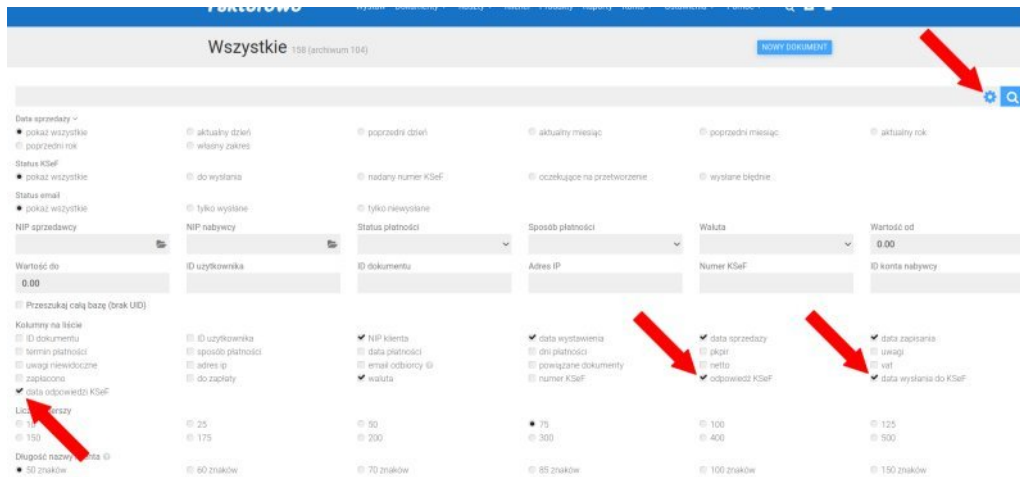 Wszystkie 158 (archiwum 104)
NOWY DOKUMENT
Data sprzedaży
pokaż wszystkie aktualny dzień poprzedni dzień aktualny miesiąc poprzedni miesiąc aktualny rok
poprzedni rok własny zakres
Status KSeF
pokaż wszystkie do wysłania nadany numer KSeF oczekujące na przetworzenie wysłane błędnie
Status email
pokaż wszystkie tylko wysłane tylko niewysłane
NIP sprzedawcy NIP nabywcy Status płatności Sposób płatności Waluta Wartość od
0.00
Wartość do ID użytkownika ID dokumentu Adres IP Numer KSeF ID konta nabywcy
0.00
Przeszukaj całą bazę (brak UID)
Kolumny na liście
ID dokumentu ID użytkownika NIP klienta data wystawienia data sprzedaży data zapisania
termin płatności sposób płatności data płatności dni płatności pkpir uwagi
uwagi niewidoczne adres ip email odbiorcy powiązane dokumenty netto vat
zapłacono do zapłaty waluta numer KSeF odpowiedź KSeF data wysłania do KSeF
data odpowiedzi KSeF
25 50 75 100 125
150 175 200 300 400 500
Długość nazwy
50 znaków 60 znaków 70 znaków 85 znaków 100 znaków 150 znaków